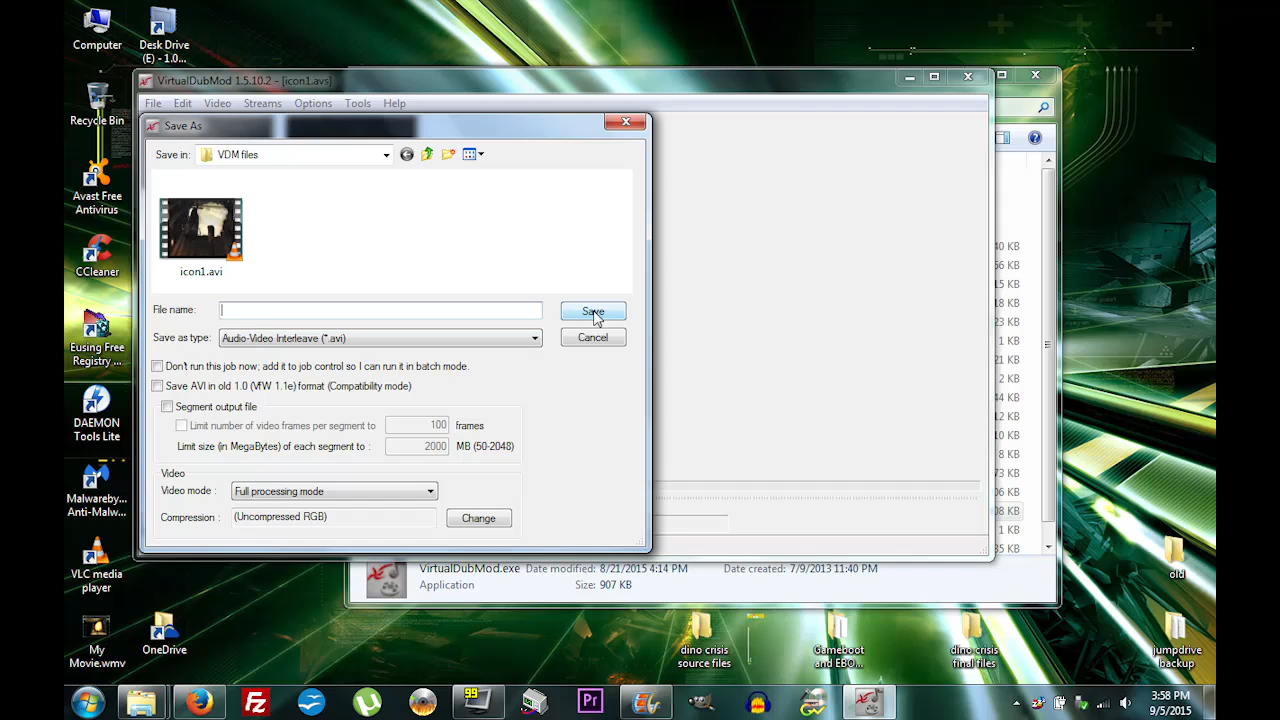 Computer
Desk Drive
(E) - 1.0...
Recycle Bin
Avast Free
Antivirus
CCleaner
Eusing Free
Registry ...
DAEMON
Tools Lite
Malwareby...
Anti-Malw...
VLC media
player
My
Movie.wmv
OneDrive
VirtualDubMod 1.5.10.2 - [icon1.avs]
File Edit Video Streams Options Tools Help
Save As
Save in: VDM files
icon1.avi
File name:
Save
Save as type: Audio-Video Interleave (*.avi)
Cancel
Don't run this job now; add it to job control so I can run it in batch mode.
Save AVI in old 1.0 (VfW 1.1e) format (Compatibility mode)
Segment output file
Limit number of video frames per segment to 100 frames
Limit size (in MegaBytes) of each segment to : 2000 MB (50-2048)
Video
Video mode : Full processing mode
Compression : (Uncompressed RGB) Change
40 KB
66 KB
15 KB
18 KB
23 KB
1 KB
21 KB
2 KB
44 KB
12 KB
10 KB
8 KB
73 KB
06 KB
08 KB
1 KB
35 KB
VirtualDubMod.exe Date modified: 8/21/2015 4:14 PM Date created: 7/9/2013 11:40 PM
Application Size: 907 KB
old
dino crisis
source files
Gameboot
and EBO...
dino crisis
final files
jumpdrive
backup
99
Pr
3:58 PM
9/5/2015